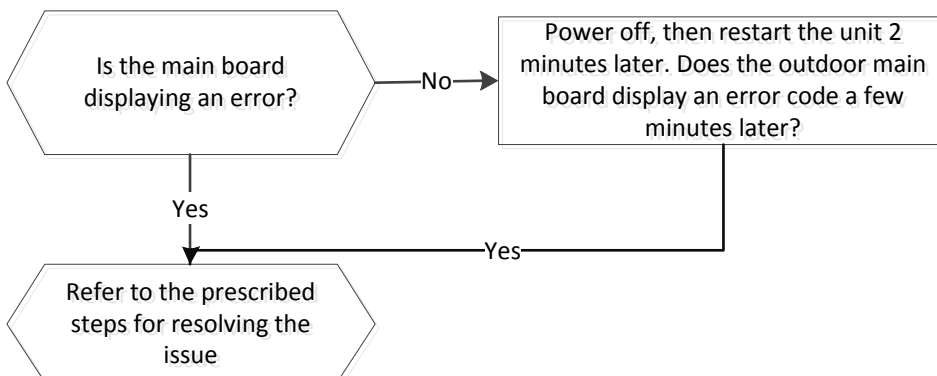 Is the main board
displaying an error?
No
Power off, then restart the unit 2
minutes later. Does the outdoor main
board display an error code a few
minutes later?
Yes
Yes
Refer to the prescribed
steps for resolving the
issue